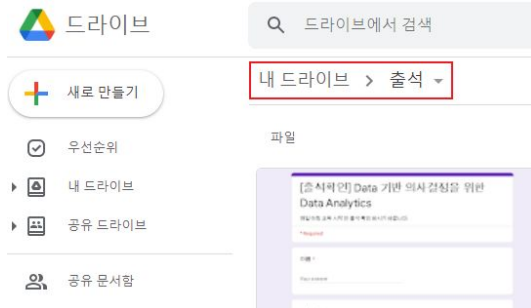 드라이브
드라이브에서 검색
새로 만들기
내 드라이브 > 출석
우선순위
내 드라이브
공유 드라이브
공유 문서함
파일
[출석확인] Data 기반 의사결정을 위한
Data Analytics
*Required
이름 *